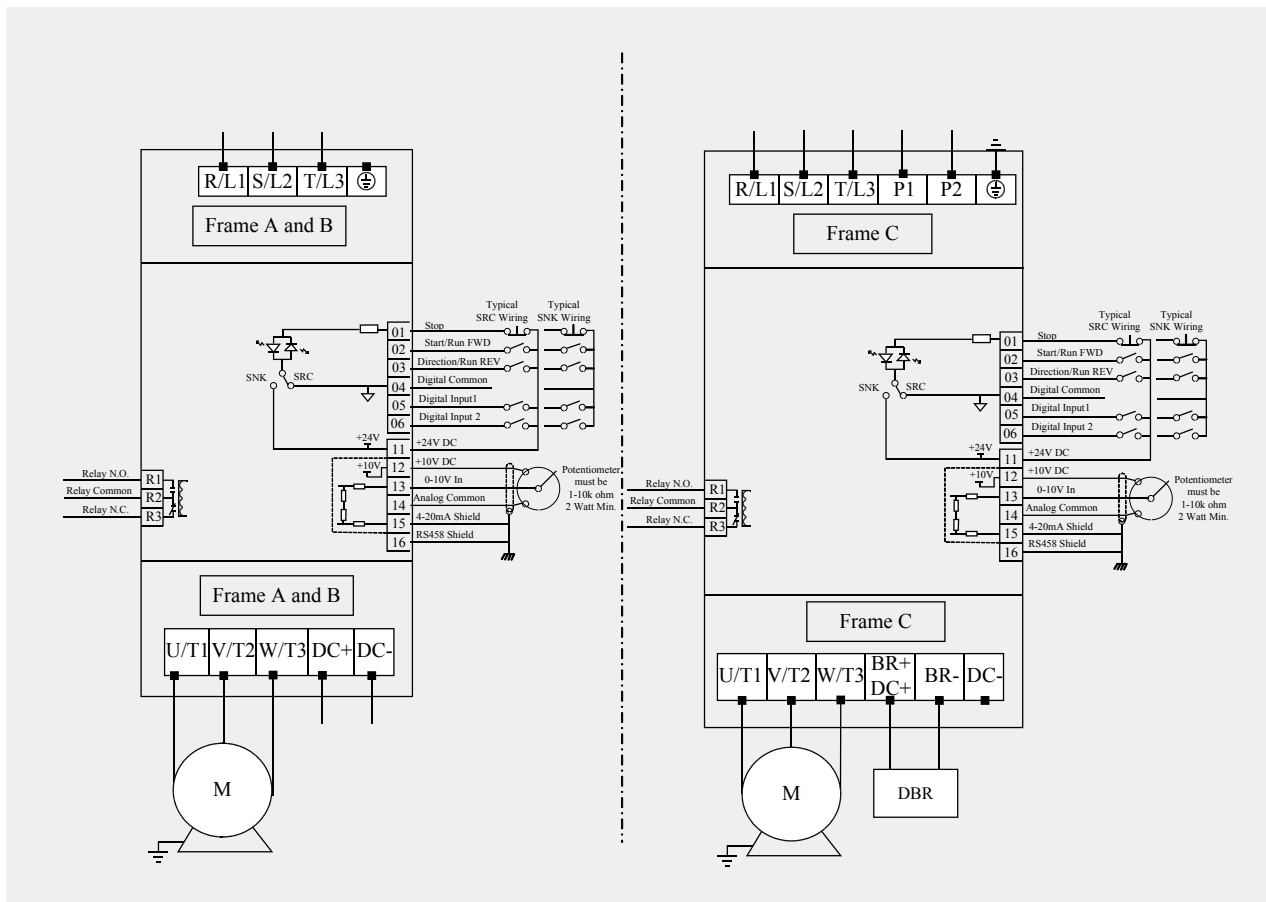 R/L1 S/L2 T/L3
Frame A and B
Typical
SRC Wiring
Typical
SNK Wiring
01 Stop
02 Start/Run FWD
03 Direction/Run REV
04 Digital Common
05 Digital Input1
06 Digital Input 2
SNK
SRC
+24V
11 +24V DC
+10V
12 +10V DC
13 0-10V In
14 Analog Common
15 4-20mA Shield
16 RS458 Shield
Potentiometer
must be
1-10k ohm
2 Watt Min.
Relay N.O. R1
Relay Common R2
Relay N.C. R3
Frame A and B
U/T1 V/T2 W/T3 DC+ DC-
M
R/L1 S/L2 T/L3 P1 P2
Frame C
Typical
SRC Wiring
Typical
SNK Wiring
01 Stop
02 Start/Run FWD
03 Direction/Run REV
04 Digital Common
05 Digital Input1
06 Digital Input 2
SNK
SRC
+24V
11 +24V DC
+10V
12 +10V DC
13 0-10V In
14 Analog Common
15 4-20mA Shield
16 RS458 Shield
Potentiometer
must be
1-10k ohm
2 Watt Min.
Relay N.O. R1
Relay Common R2
Relay N.C. R3
Frame C
U/T1 V/T2 W/T3 BR+ DC+ BR- DC-
M
DBR